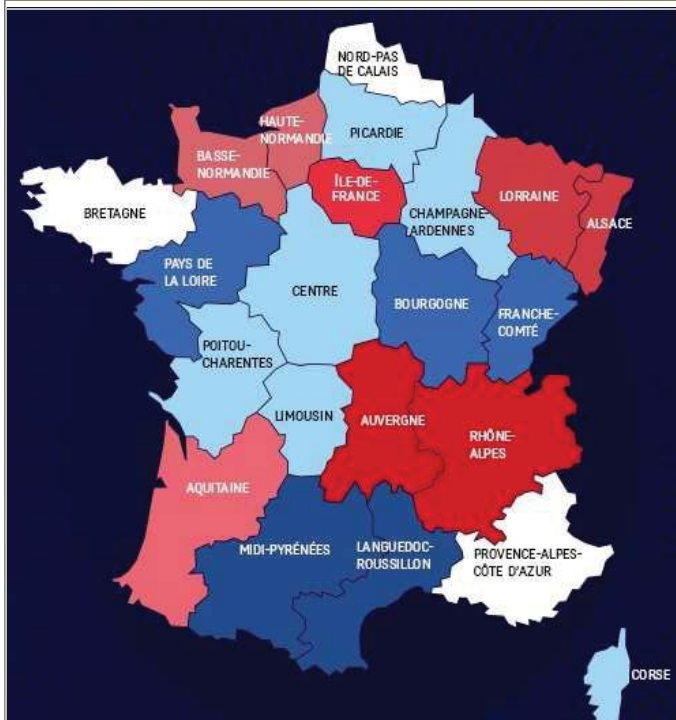 NORD-PAS
DE CALAIS
HAUTE-
NORMANDIE
PICARDIE
BASSE-
NORMANDIE
ÎLE-DE-
FRANCE
LORRAINE
ALSACE
BRETAGNE
CHAMPAGNE-
ARDENNES
PAYS DE
LA LOIRE
CENTRE
BOURGOGNE
FRANCHE-
COMTÉ
POITOU-
CHARENTES
LIMOUSIN
AUVERGNE
RHÔNE-
ALPES
AQUITAINE
MIDI-PYRÉNÉES
LANGUEDOC-
ROUSSILLON
PROVENCE-ALPES-
CÔTE D'AZUR
CORSE